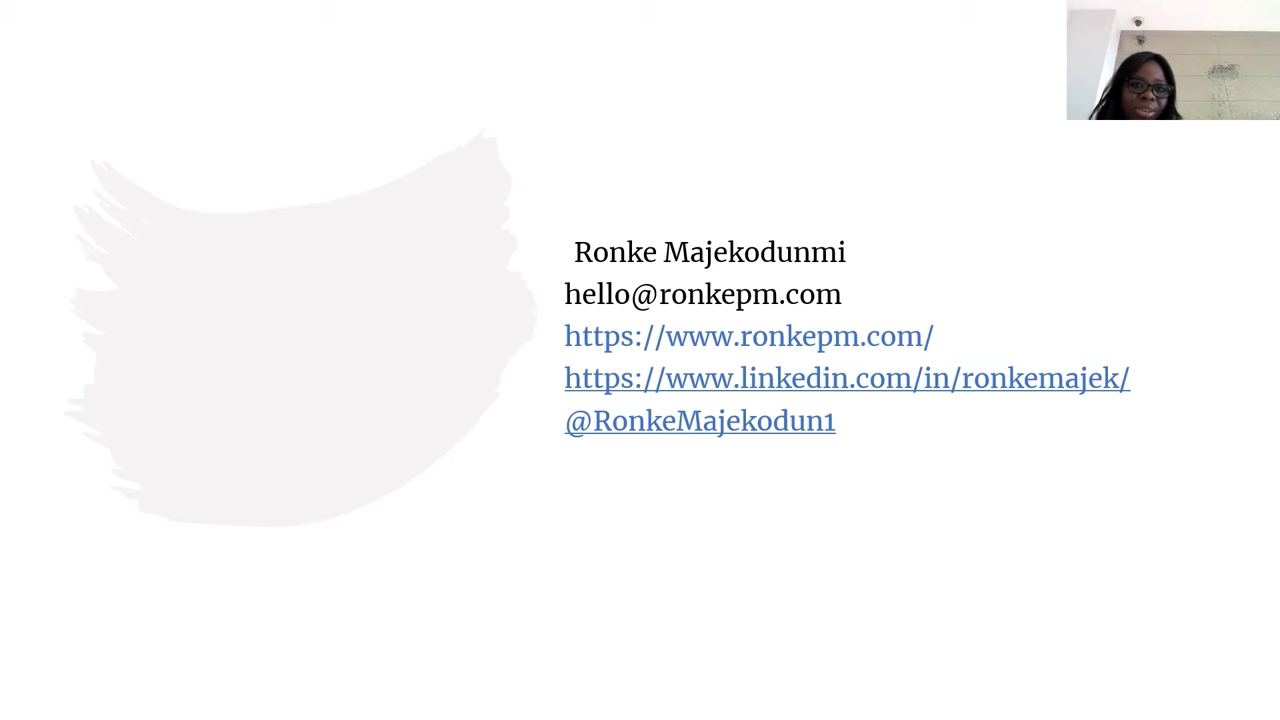 Ronke Majekodunmi
hello@ronkepm.com
https://www.ronkepm.com/
https://www.linkedin.com/in/ronkemajek/
@RonkeMajekodun1